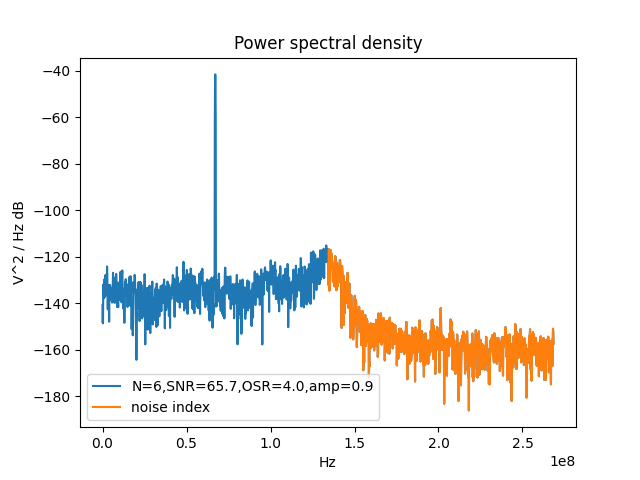 Power spectral density
V^2 / Hz dB
−40
−60
−80
−100
−120
−140
−160
−180
N=6,SNR=65.7,OSR=4.0,amp=0.9
noise index
0.0 0.5 1.0 1.5 2.0 2.5
1e8
Hz